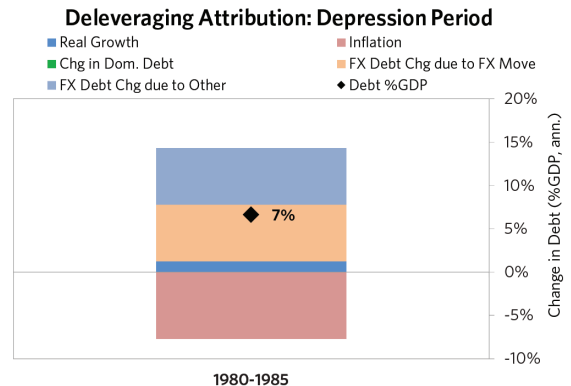 Deleveraging Attribution: Depression Period
Real Growth
Inflation
Chg in Dom. Debt
FX Debt Chg due to FX Move
FX Debt Chg due to Other
Debt %GDP
20%
15%
10%
5%
0%
-5%
-10%
Change in Debt (%GDP, ann.)
7%
1980-1985